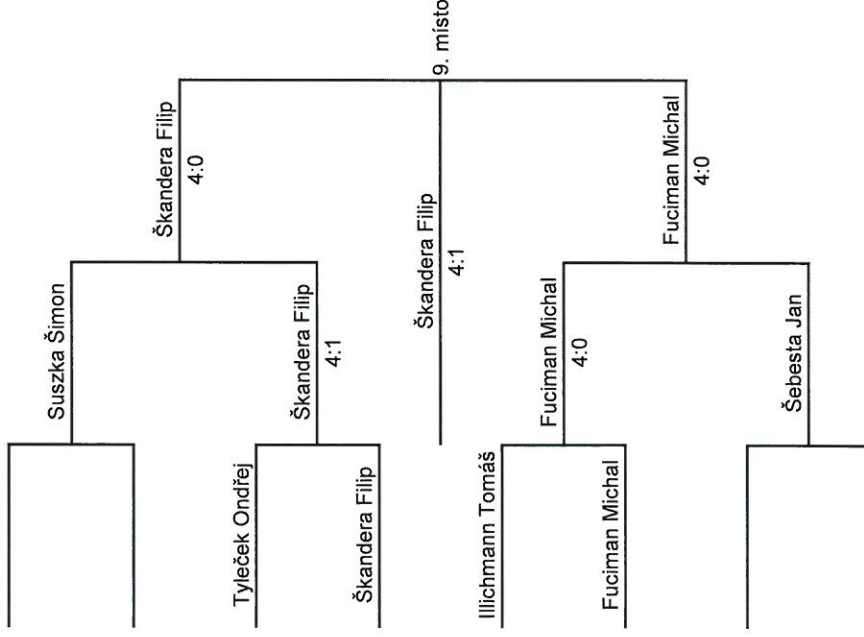 Suszka Šimon
Škandera Filip
4:0
Tyleček Ondřej
Škandera Filip
4:1
Škandera Filip
9. místo
Škandera Filip
4:1
Illichmann Tomáš
Fuciman Michal
4:0
Fuciman Michal
4:0
Fuciman Michal
Šebesta Jan